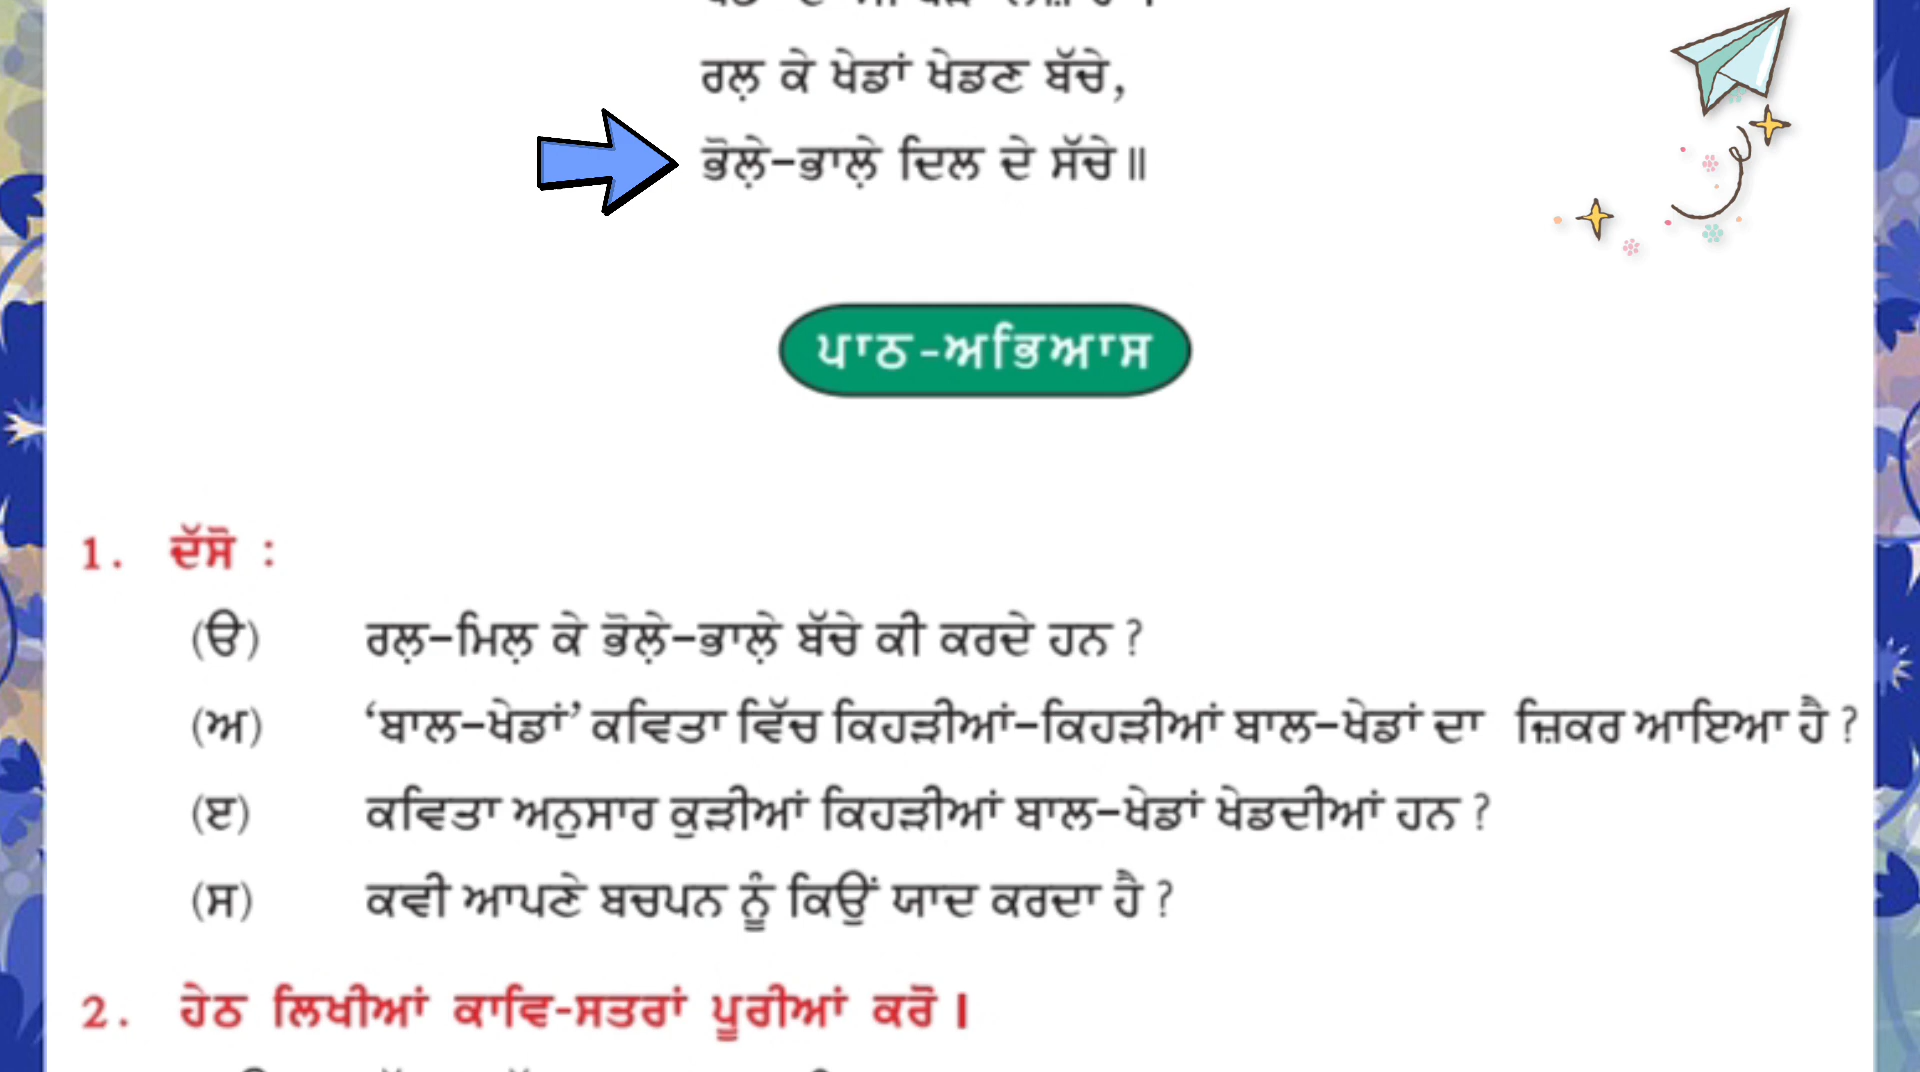 ਰਲ਼ ਕੇ ਖੇਡਾਂ ਖੇਡਣ ਬੱਚੇ,
ਭੋਲ਼ੇ-ਭਾਲ਼ੇ ਦਿਲ ਦੇ ਸੱਚੇ॥
ਪਾਠ-ਅਭਿਆਸ
1. ਦੱਸੋ :
(ੳ) ਰਲ਼-ਮਿਲ਼ ਕੇ ਭੋਲ਼ੇ-ਭਾਲ਼ੇ ਬੱਚੇ ਕੀ ਕਰਦੇ ਹਨ ?
(ਅ) ‘ਬਾਲ-ਖੇਡਾਂ’ ਕਵਿਤਾ ਵਿੱਚ ਕਿਹੜੀਆਂ-ਕਿਹੜੀਆਂ ਬਾਲ-ਖੇਡਾਂ ਦਾ ਜ਼ਿਕਰ ਆਇਆ ਹੈ ?
(ੲ) ਕਵਿਤਾ ਅਨੁਸਾਰ ਕੁੜੀਆਂ ਕਿਹੜੀਆਂ ਬਾਲ-ਖੇਡਾਂ ਖੇਡਦੀਆਂ ਹਨ ?
(ਸ) ਕਵੀ ਆਪਣੇ ਬਚਪਨ ਨੂੰ ਕਿਉਂ ਯਾਦ ਕਰਦਾ ਹੈ ?
2. ਹੇਠ ਲਿਖੀਆਂ ਕਾਵਿ-ਸਤਰਾਂ ਪੂਰੀਆਂ ਕਰੋ।